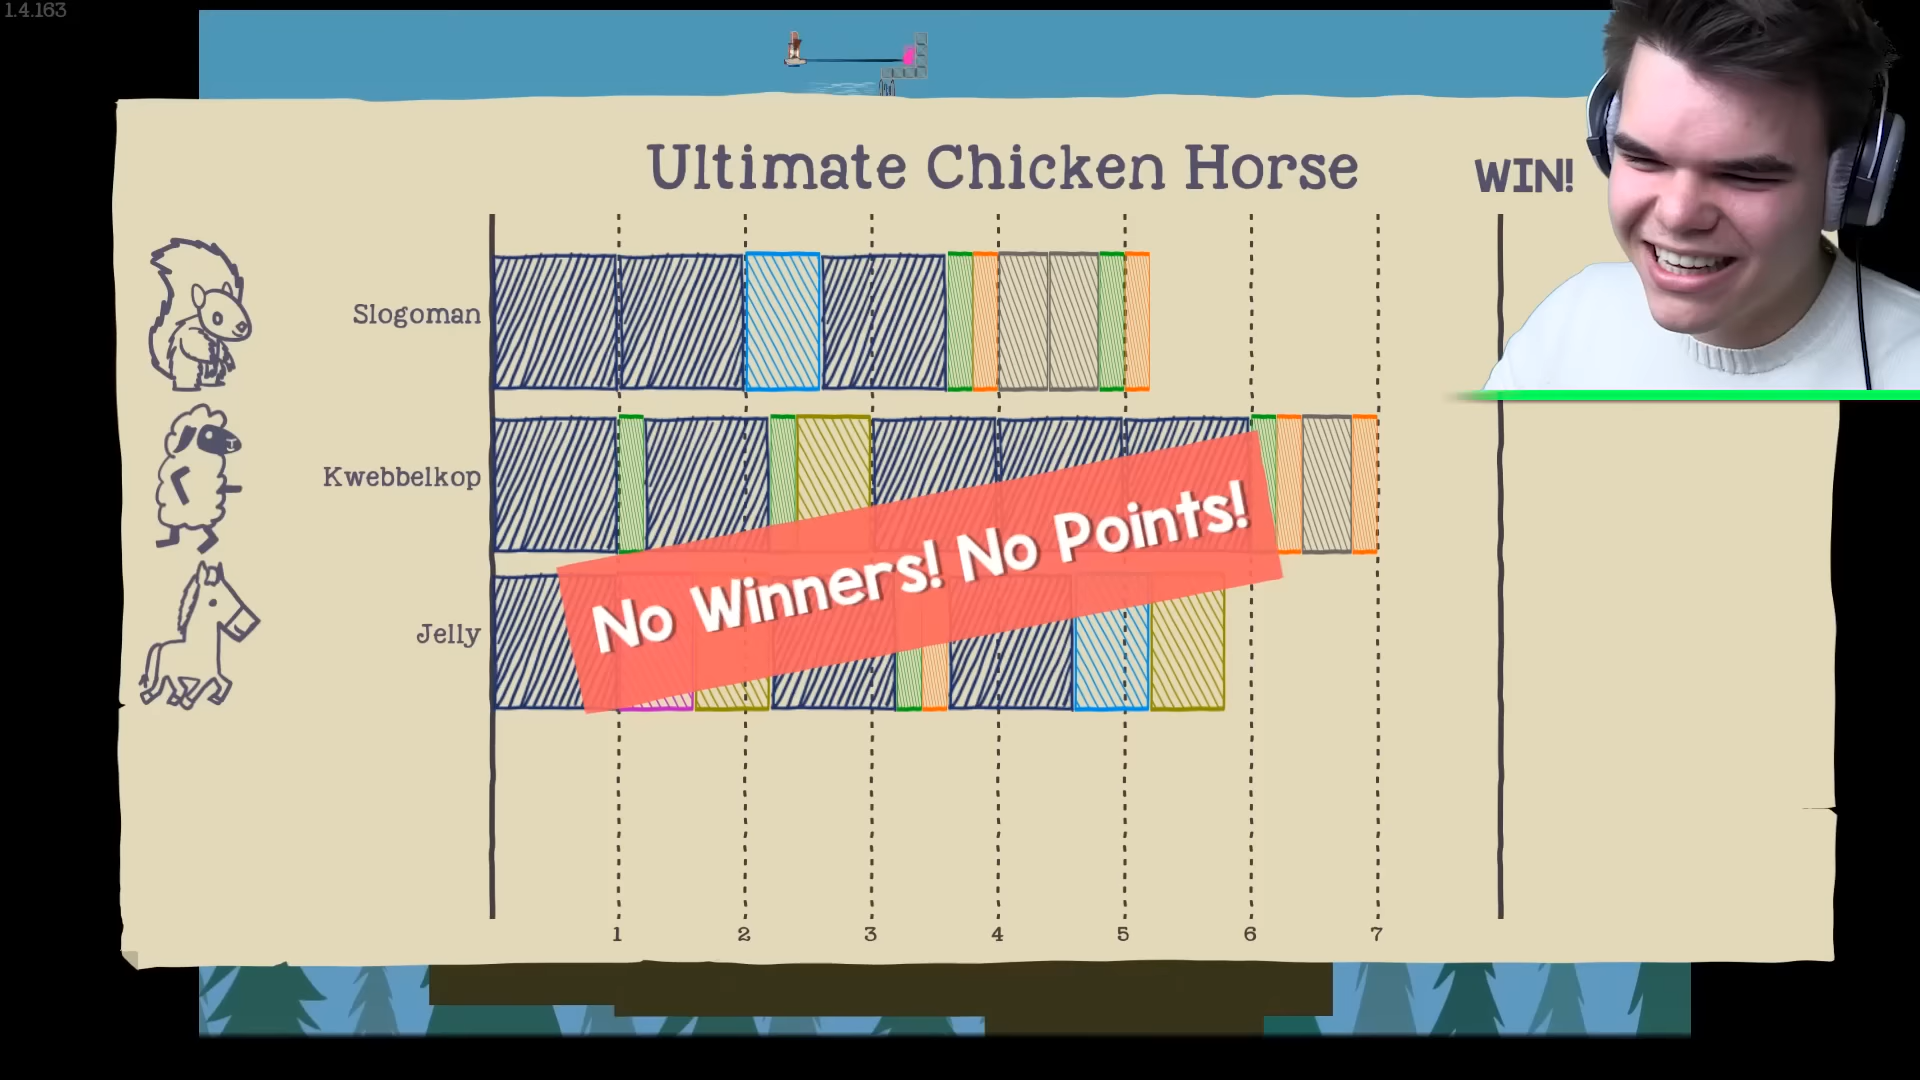 1.4.163
Ultimate Chicken Horse
WIN!
Slogoman
Kwebbelkop
Jelly
No Winners! No Points!
1 2 3 4 5 6 7